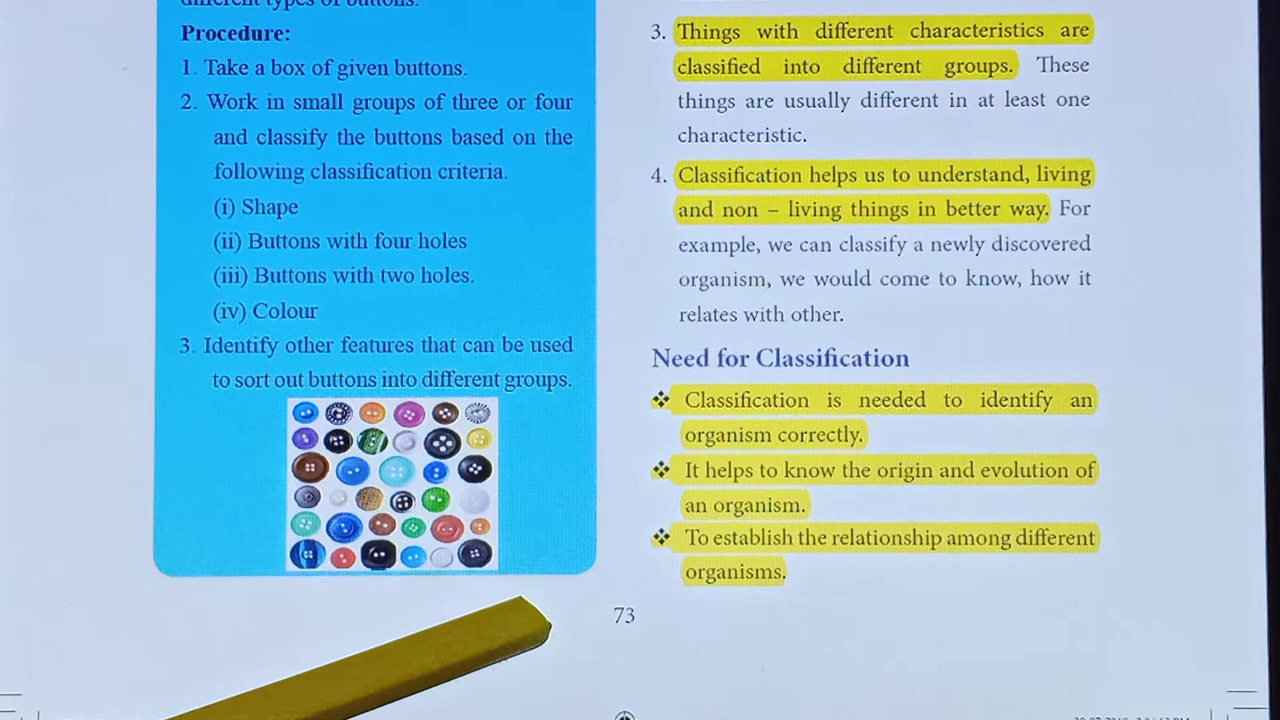 different types of buttons.
Procedure:
1. Take a box of given buttons.
2. Work in small groups of three or four
and classify the buttons based on the
following classification criteria.
(i) Shape
(ii) Buttons with four holes
(iii) Buttons with two holes.
(iv) Colour
3. Identify other features that can be used
to sort out buttons into different groups.
3. Things with different characteristics are
classified into different groups. These
things are usually different in at least one
characteristic.
4. Classification helps us to understand, living
and non – living things in better way. For
example, we can classify a newly discovered
organism, we would come to know, how it
relates with other.
Need for Classification
❖ Classification is needed to identify an
organism correctly.
❖ It helps to know the origin and evolution of
an organism.
❖ To establish the relationship among different
organisms.
73